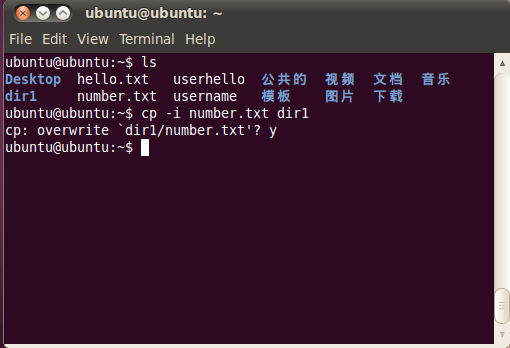 ubuntu@ubuntu: ~
File Edit View Terminal Help
ubuntu@ubuntu:~$ ls
Desktop hello.txt userhello 公共的 视频 文档 音乐
dir1 number.txt username 模板 图片 下载
ubuntu@ubuntu:~$ cp -i number.txt dir1
cp: overwrite `dir1/number.txt'? y
ubuntu@ubuntu:~$